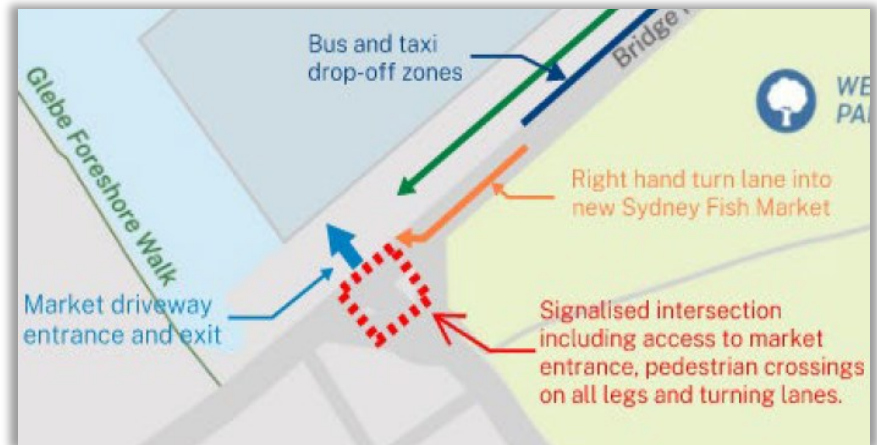 Bus and taxi
drop-off zones
Bridge
Glebe Foreshore Walk
Right hand turn lane into
new Sydney Fish Market
Market driveway
entrance and exit
Signalised intersection
including access to market
entrance, pedestrian crossings
on all legs and turning lanes.